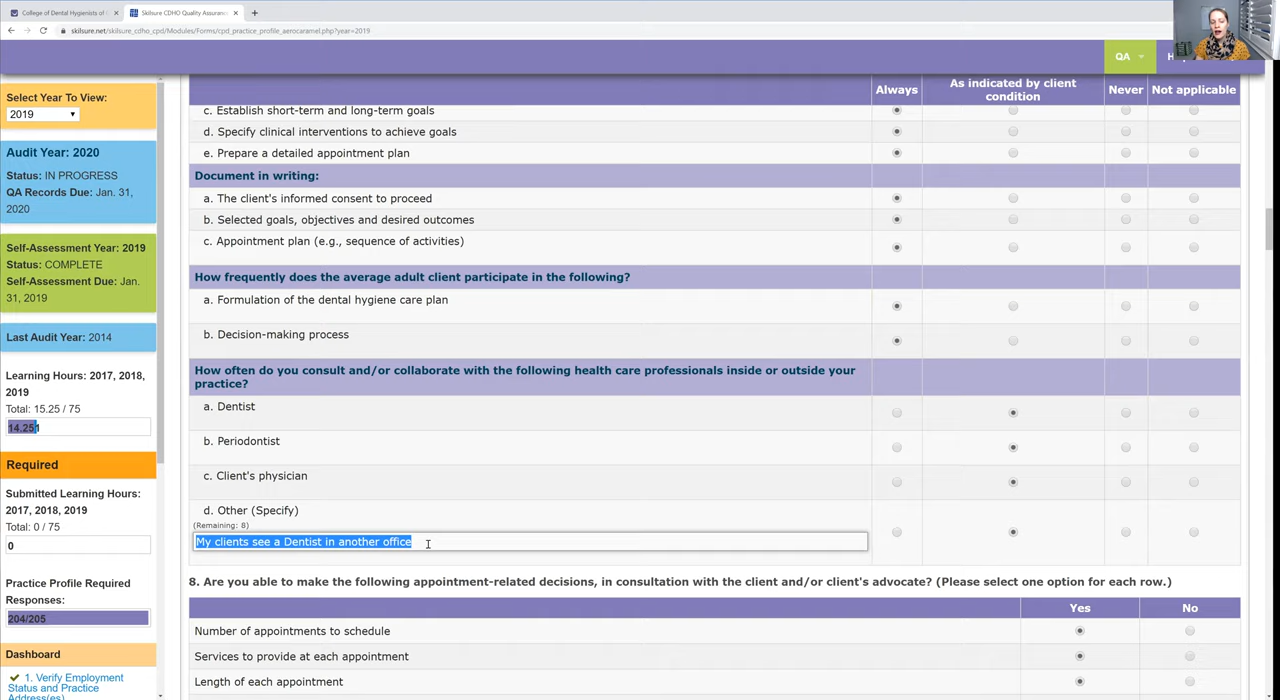 College of Dental Hygienists of
Skilsure CDHO Quality Assurance
skilsure.net/skilsure_cdho_cpd/Modules/Forms/cpd_practice_profile_aerocaramel.php?year=2019
QA
Select Year To View:
2019
Audit Year: 2020
Status: IN PROGRESS
QA Records Due: Jan. 31,
2020
Self-Assessment Year: 2019
Status: COMPLETE
Self-Assessment Due: Jan.
31, 2019
Last Audit Year: 2014
Learning Hours: 2017, 2018,
2019
Total: 15.25 / 75
14.251
Required
Submitted Learning Hours:
2017, 2018, 2019
Total: 0 / 75
0
Practice Profile Required
Responses:
204/205
Dashboard
1. Verify Employment
Status and Practice
Address(es)
Always As indicated by client condition Never Not applicable
c. Establish short-term and long-term goals
d. Specify clinical interventions to achieve goals
e. Prepare a detailed appointment plan
Document in writing:
a. The client's informed consent to proceed
b. Selected goals, objectives and desired outcomes
c. Appointment plan (e.g., sequence of activities)
How frequently does the average adult client participate in the following?
a. Formulation of the dental hygiene care plan
b. Decision-making process
How often do you consult and/or collaborate with the following health care professionals inside or outside your
practice?
a. Dentist
b. Periodontist
c. Client's physician
d. Other (Specify)
(Remaining: 8)
My clients see a Dentist in another office
8. Are you able to make the following appointment-related decisions, in consultation with the client and/or client's advocate? (Please select one option for each row.)
Yes No
Number of appointments to schedule
Services to provide at each appointment
Length of each appointment